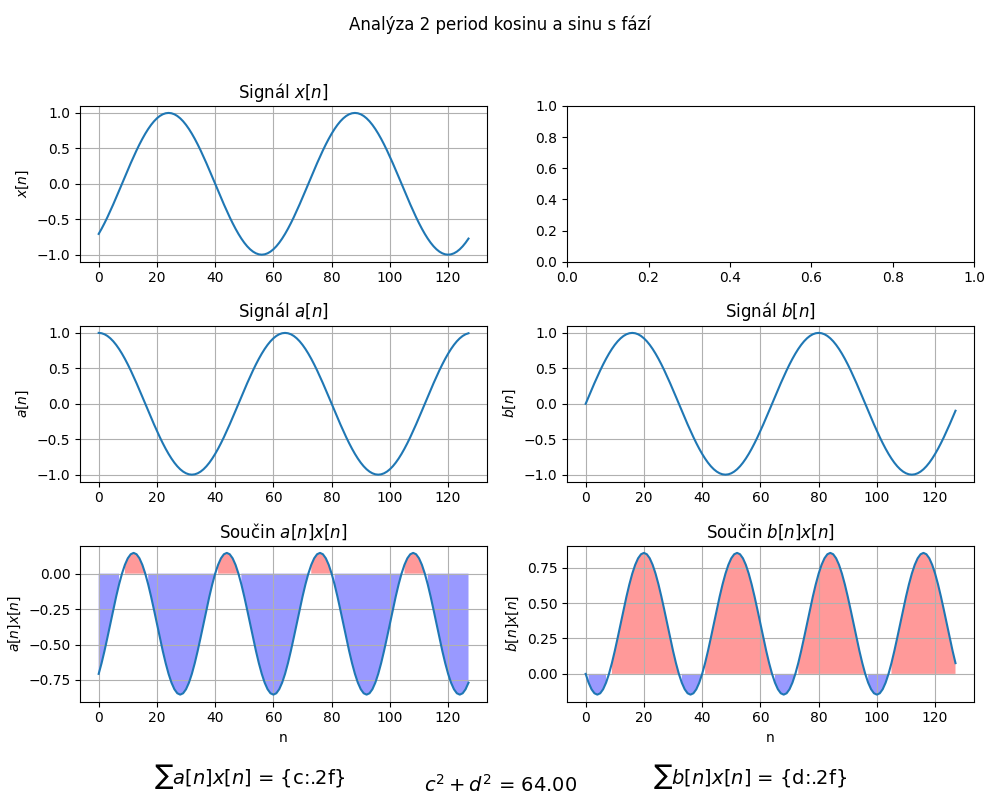 Analýza 2 period kosinu a sinu s fází
Signál x[n]
x[n]
1.0
0.5
0.0
−0.5
−1.0
0 20 40 60 80 100 120
1.0
0.8
0.6
0.4
0.2
0.0
0.0 0.2 0.4 0.6 0.8 1.0
Signál a[n]
a[n]
1.0
0.5
0.0
−0.5
−1.0
0 20 40 60 80 100 120
Signál b[n]
b[n]
1.0
0.5
0.0
−0.5
−1.0
0 20 40 60 80 100 120
Součin a[n]x[n]
a[n]x[n]
0.00
−0.25
−0.50
−0.75
0 20 40 60 80 100 120
n
Součin b[n]x[n]
b[n]x[n]
0.75
0.50
0.25
0.00
0 20 40 60 80 100 120
n
∑a[n]x[n] = {c:.2f}
c² + d² = 64.00
∑b[n]x[n] = {d:.2f}